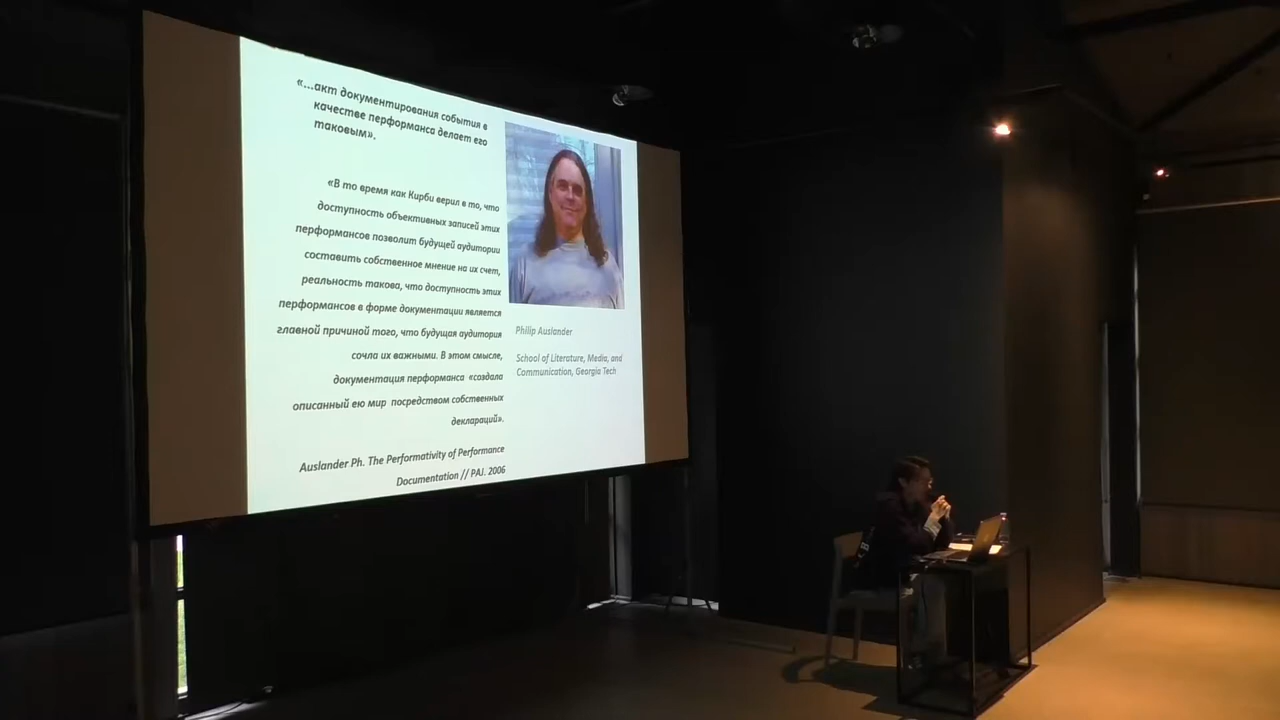 «...акт документирования события в
качестве перформанса делает его
таковым».
«В то время как Кирби верил в то, что
доступность объективных записей этих
перформансов позволит будущей аудитории
составить собственное мнение на их счет,
реальность такова, что доступность этих
перформансов в форме документации является
главной причиной того, что будущая аудитория
сочла их важными. В этом смысле,
документация перформанса «создала
описанный ею мир посредством собственных
деклараций».
Auslander Ph. The Performativity of Performance
Documentation // PAJ. 2006
Philip Auslander
School of Literature, Media, and
Communication, Georgia Tech